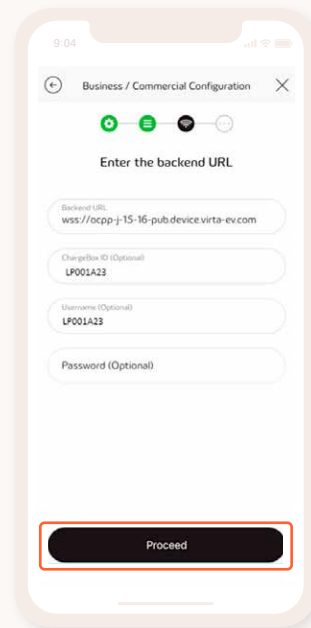 9:04
Business / Commercial Configuration
Enter the backend URL
Backend URL
wss://ocpp-j-15-16-pub.device.virta-ev.com
ChargeBox ID (Optional)
LP001A23
Username (Optional)
LP001A23
Password (Optional)
Proceed